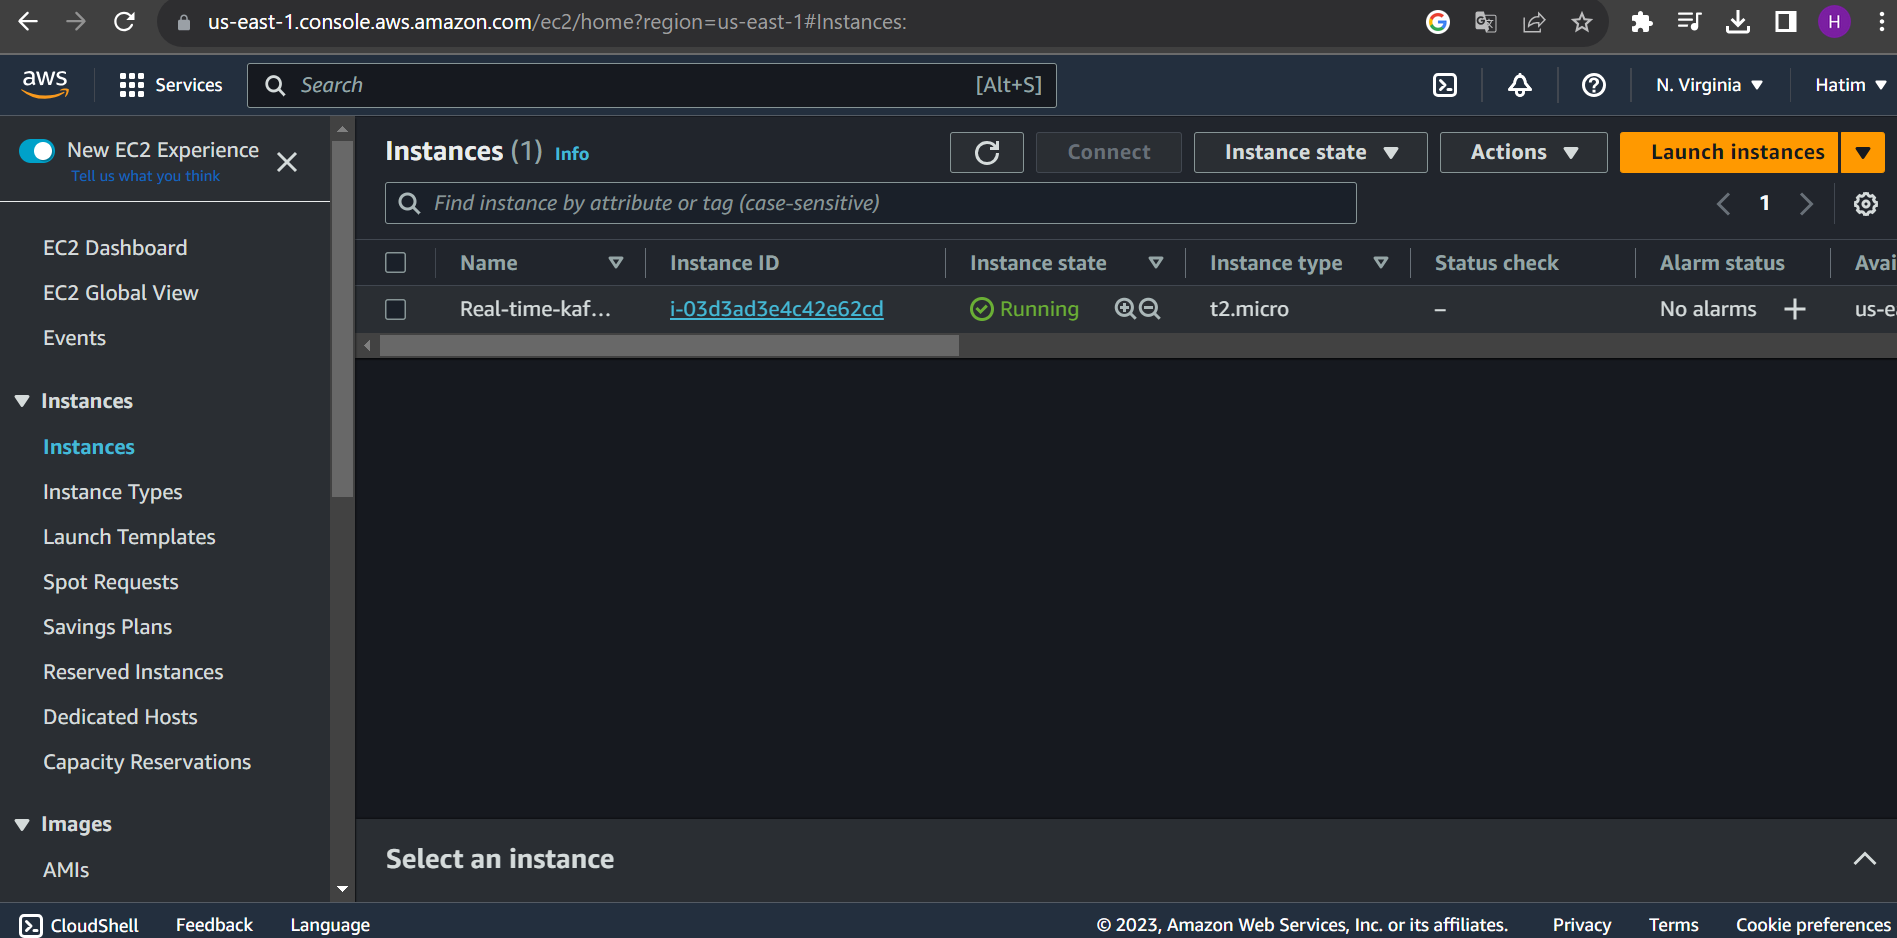 us-east-1.console.aws.amazon.com/ec2/home?region=us-east-1#Instances:
H
aws
Services
Search
[Alt+S]
N. Virginia
Hatim
New EC2 Experience
Tell us what you think
EC2 Dashboard
EC2 Global View
Events
Instances
Instances
Instance Types
Launch Templates
Spot Requests
Savings Plans
Reserved Instances
Dedicated Hosts
Capacity Reservations
Images
AMIs
Instances (1) Info
Connect
Instance state
Actions
Launch instances
Find instance by attribute or tag (case-sensitive)
1
Name Instance ID Instance state Instance type Status check Alarm status Avai
Real-time-kaf... i-03d3ad3e4c42e62cd Running t2.micro – No alarms + us-ea
Select an instance
CloudShell Feedback Language © 2023, Amazon Web Services, Inc. or its affiliates. Privacy Terms Cookie preferences